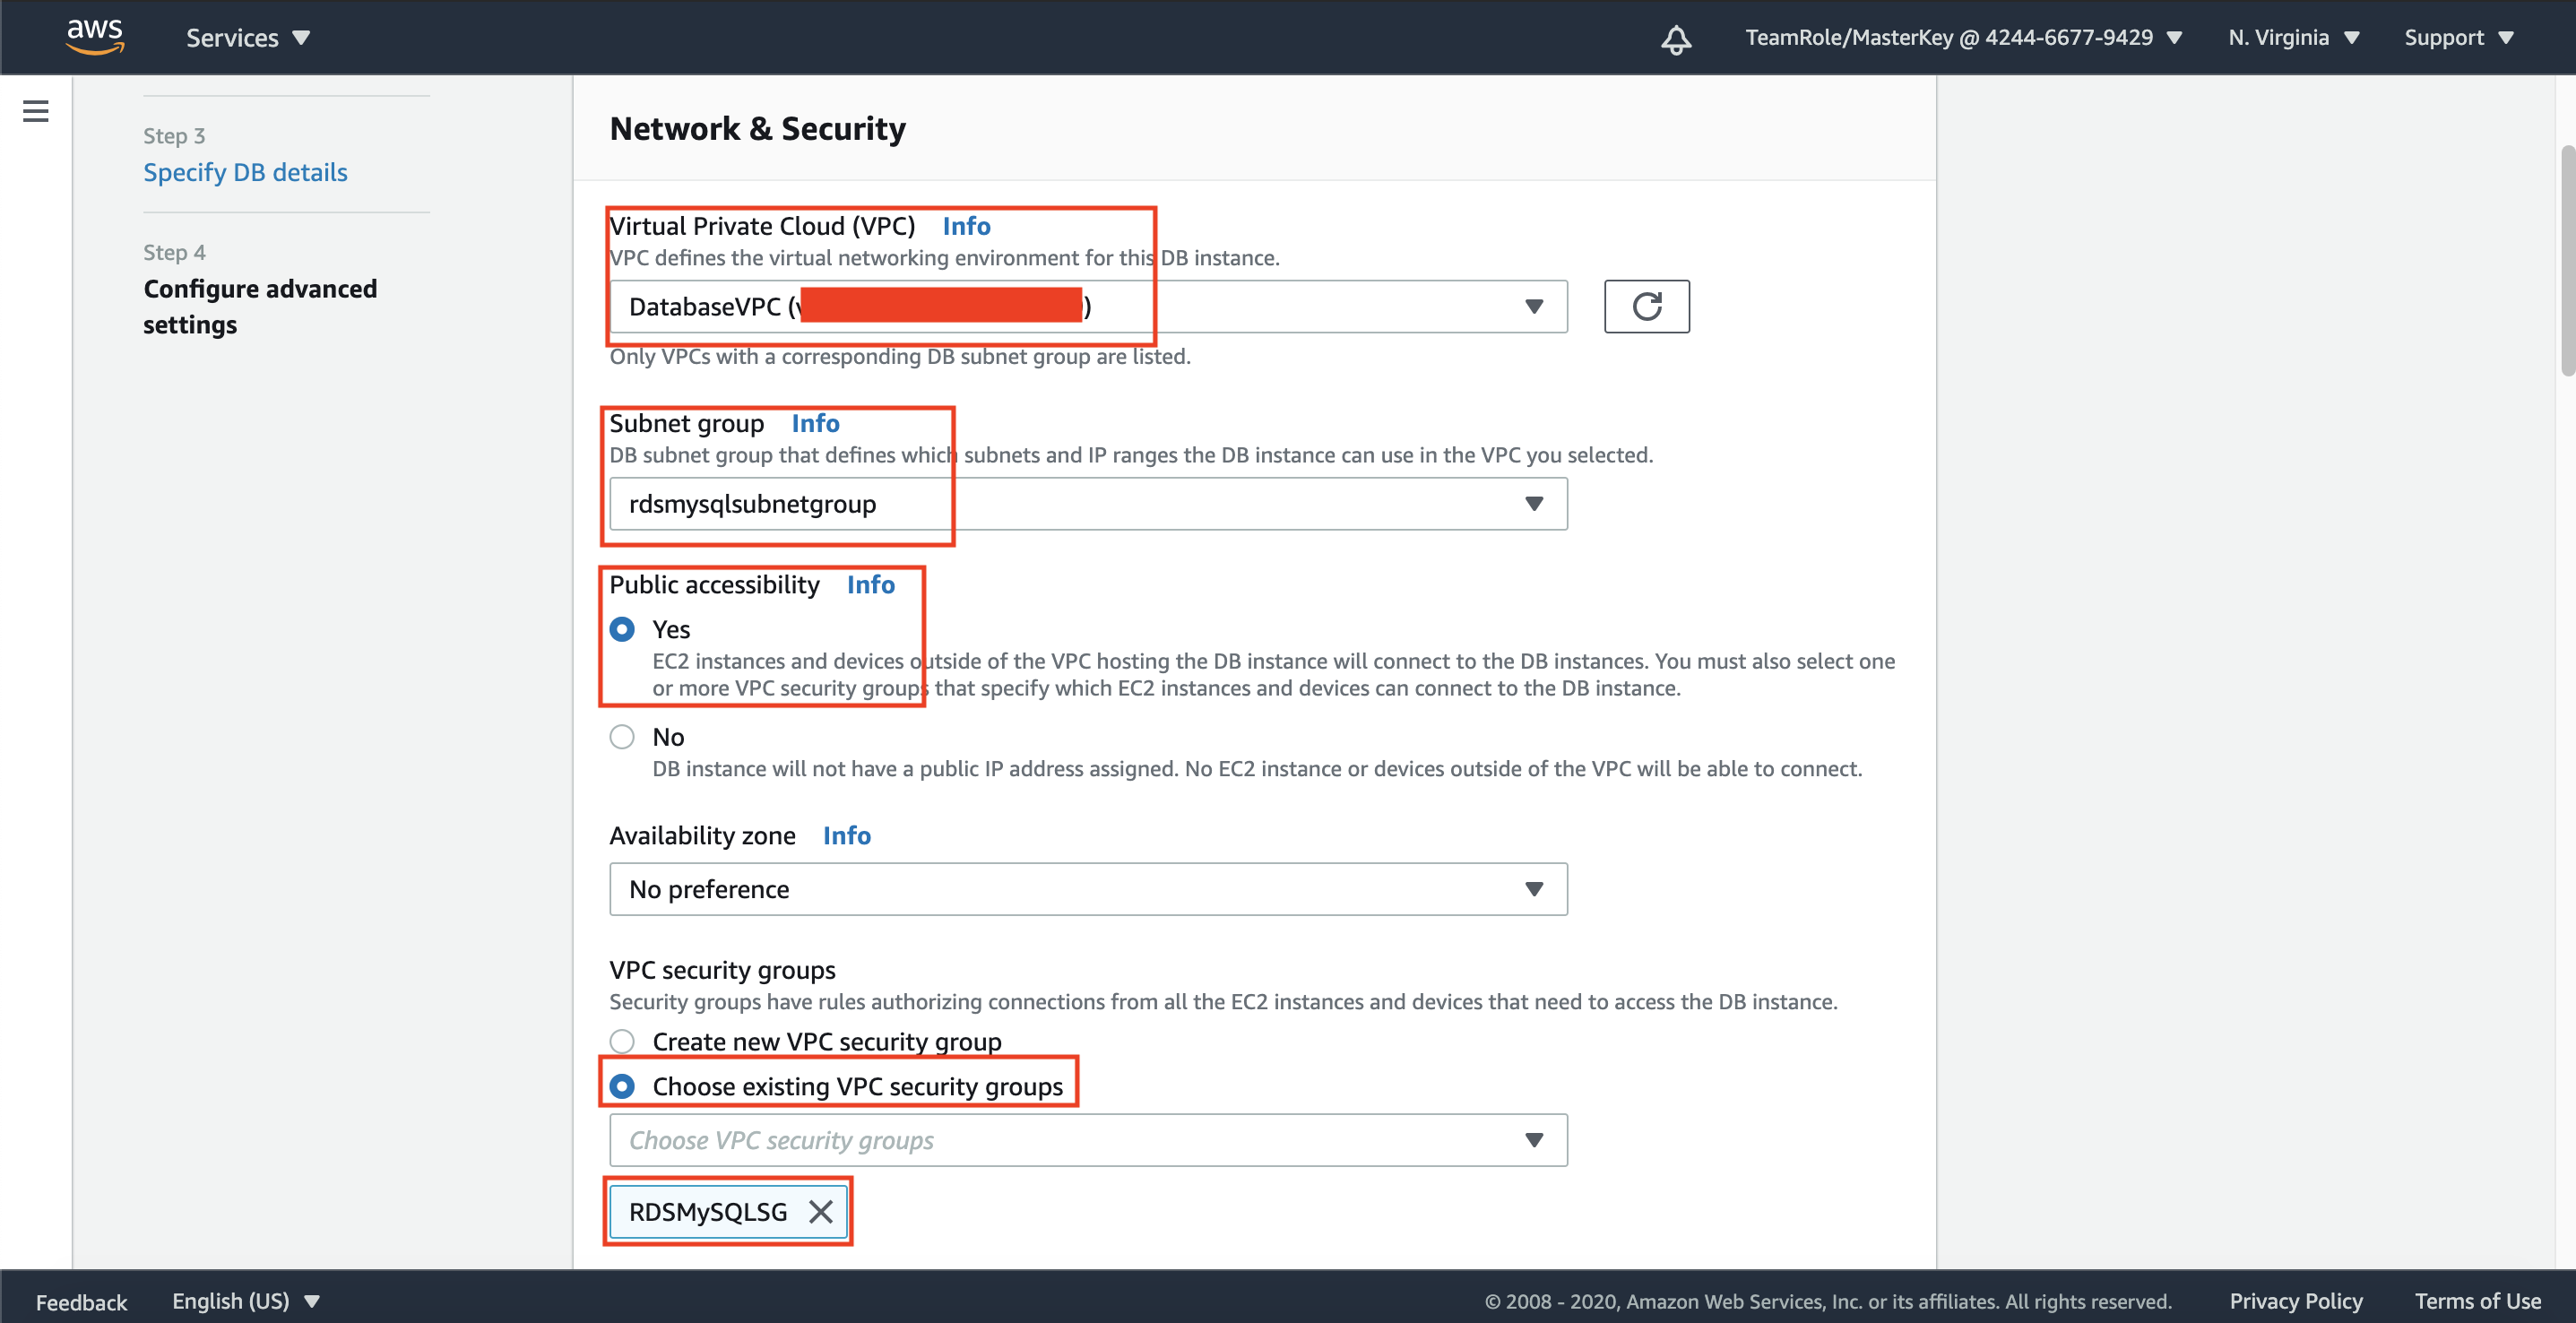 aws Services TeamRole/MasterKey @ 4244-6677-9429 N. Virginia Support
Step 3
Specify DB details
Step 4
Configure advanced
settings
Network & Security
Virtual Private Cloud (VPC) Info
VPC defines the virtual networking environment for this DB instance.
DatabaseVPC ( )
Only VPCs with a corresponding DB subnet group are listed.
Subnet group Info
DB subnet group that defines which subnets and IP ranges the DB instance can use in the VPC you selected.
rdsmysqlsubnetgroup
Public accessibility Info
Yes
EC2 instances and devices outside of the VPC hosting the DB instance will connect to the DB instances. You must also select one
or more VPC security groups that specify which EC2 instances and devices can connect to the DB instance.
No
DB instance will not have a public IP address assigned. No EC2 instance or devices outside of the VPC will be able to connect.
Availability zone Info
No preference
VPC security groups
Security groups have rules authorizing connections from all the EC2 instances and devices that need to access the DB instance.
Create new VPC security group
Choose existing VPC security groups
Choose VPC security groups
RDSMySQLSG
Feedback English (US) © 2008 - 2020, Amazon Web Services, Inc. or its affiliates. All rights reserved. Privacy Policy Terms of Use